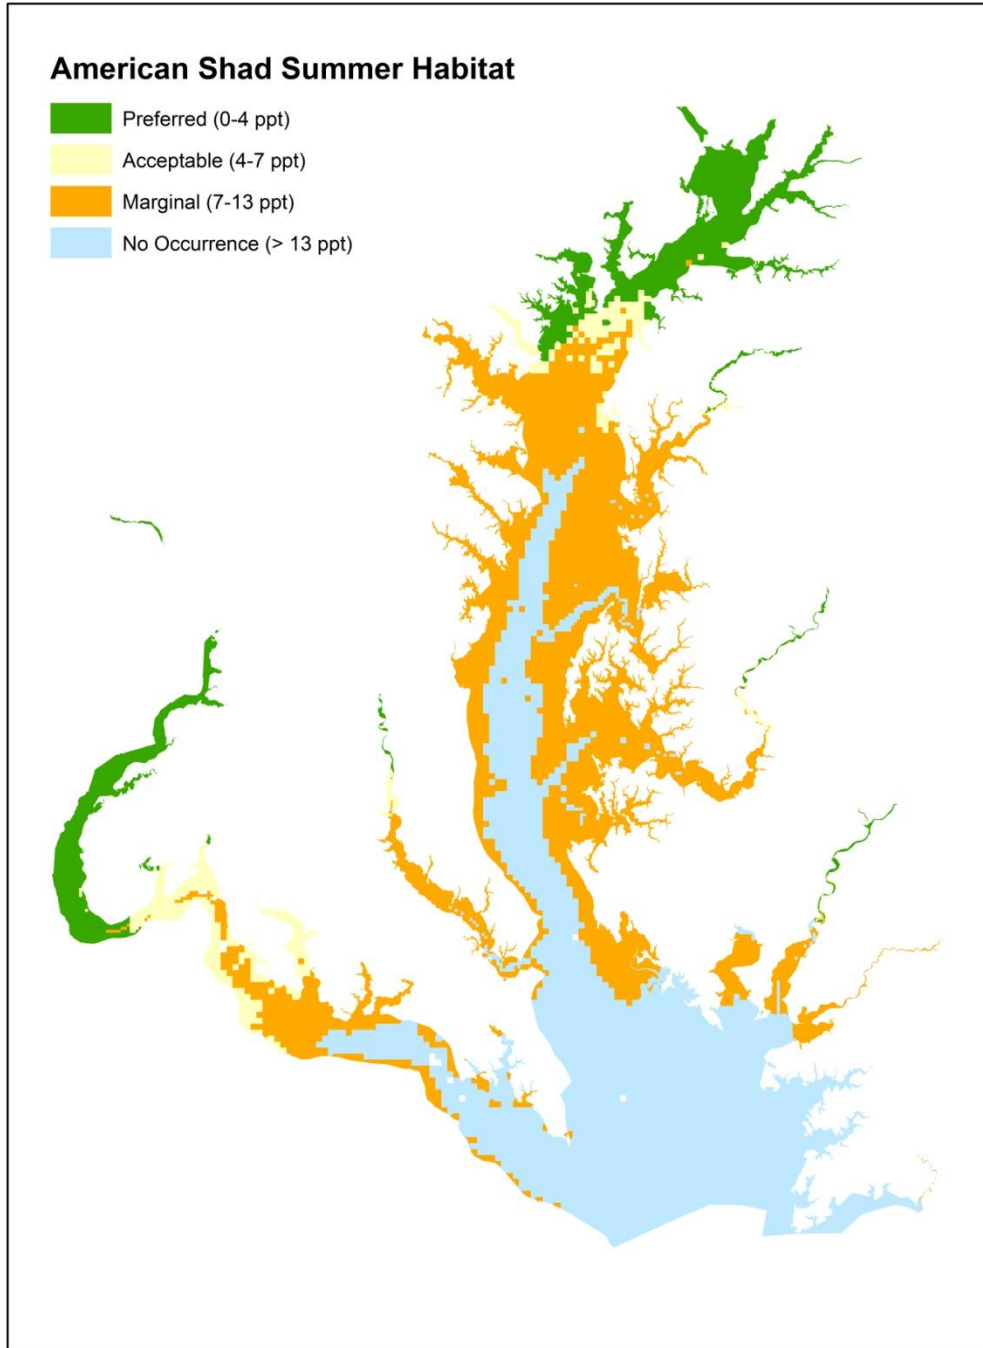 American Shad Summer Habitat
Preferred (0-4 ppt)
Acceptable (4-7 ppt)
Marginal (7-13 ppt)
No Occurrence (> 13 ppt)